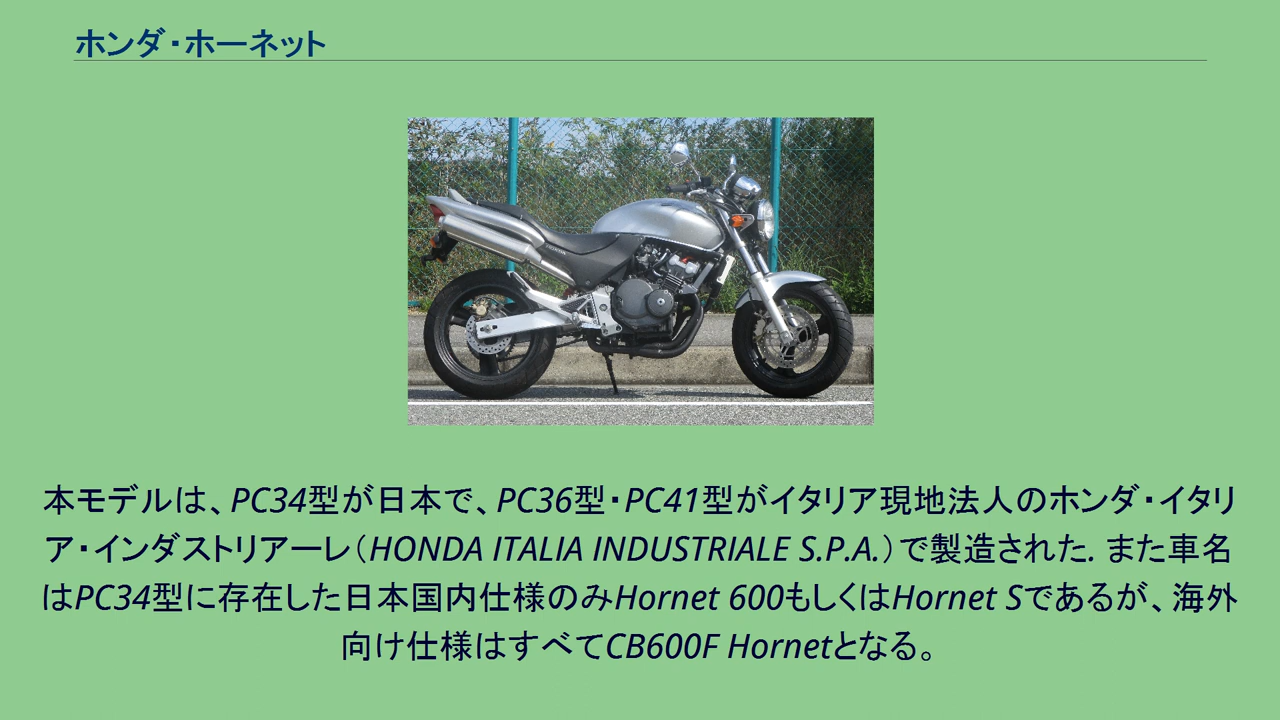 ホンダ・ホーネット
本モデルは、PC34型が日本で、PC36型・PC41型がイタリア現地法人のホンダ・イタリ
ア・インダストリアーレ（HONDA ITALIA INDUSTRIALE S.P.A.）で製造された. また車名
はPC34型に存在した日本国内仕様のみHornet 600もしくはHornet Sであるが、海外
向け仕様はすべてCB600F Hornetとなる。